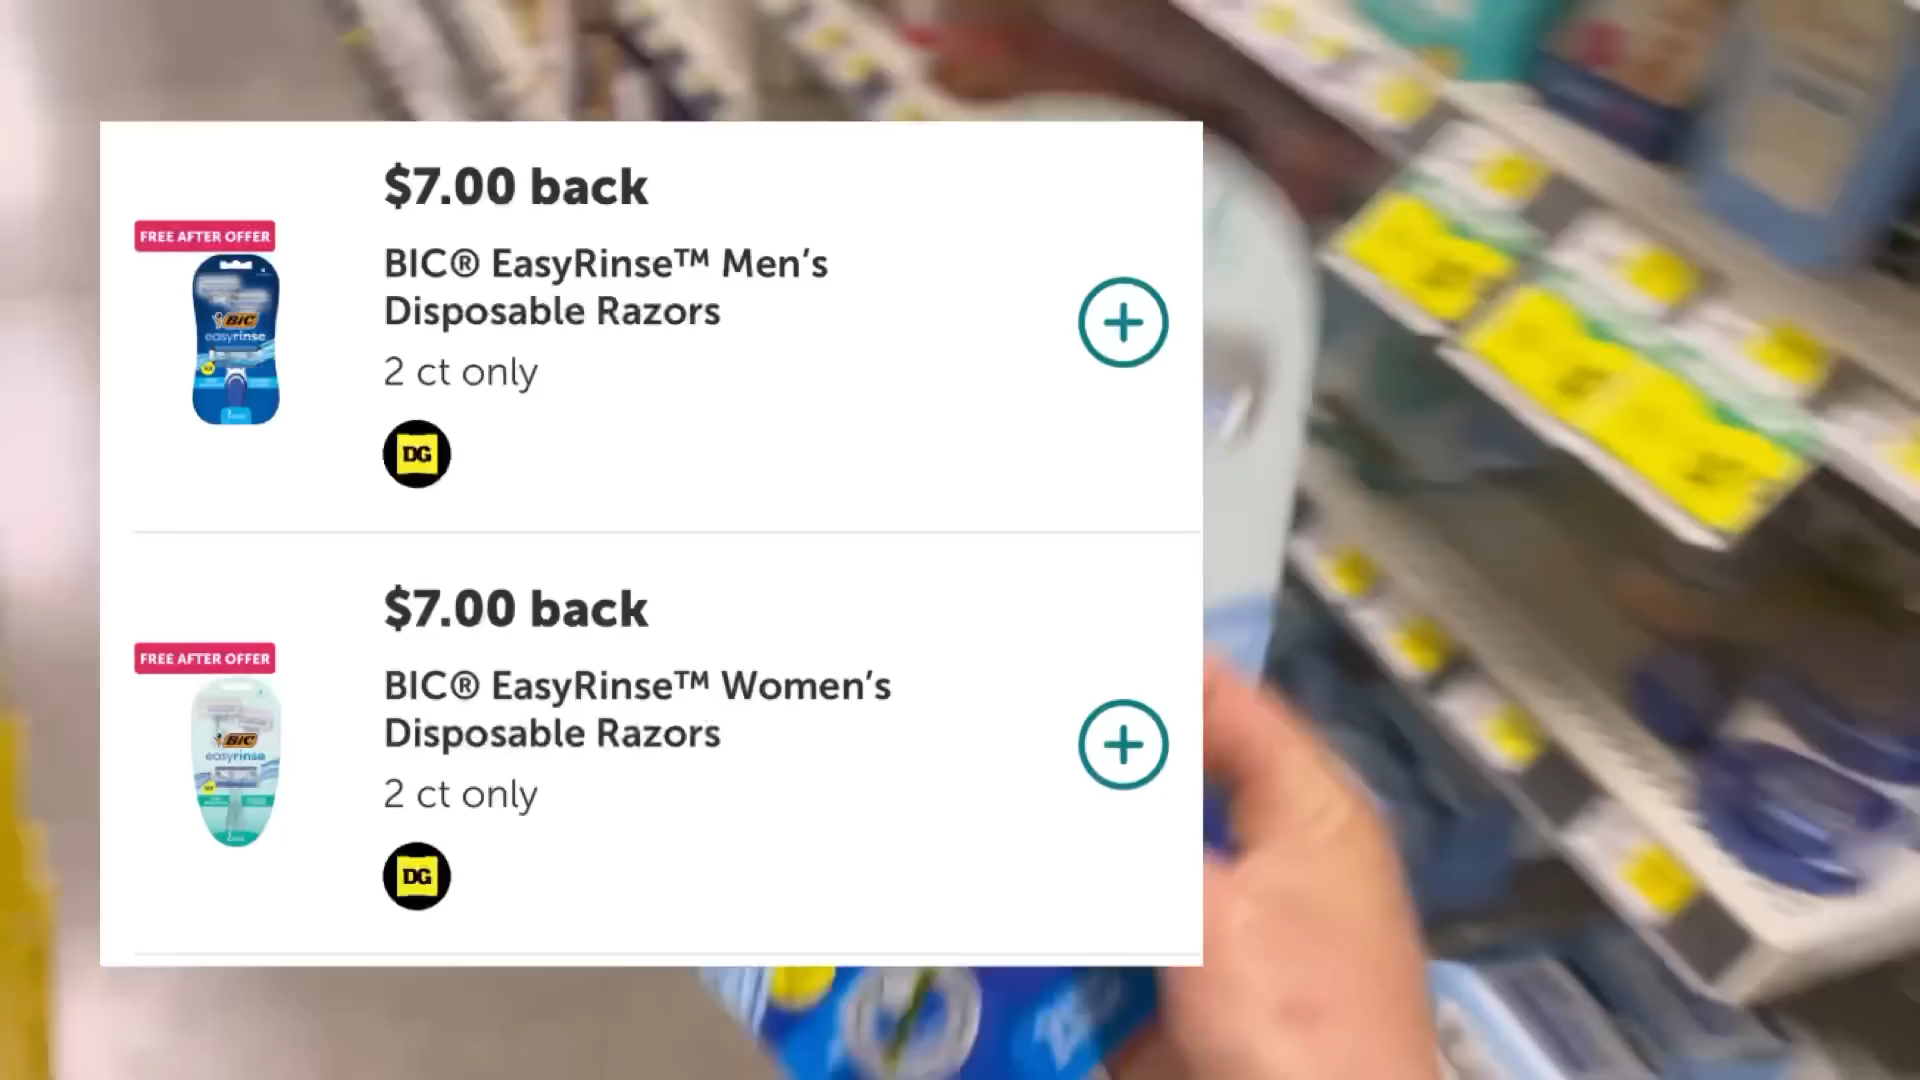 $7.00 back
FREE AFTER OFFER
BIC® EasyRinse™ Men's
Disposable Razors
BIC
easyrinse
2 ct only
DG
$7.00 back
FREE AFTER OFFER
BIC® EasyRinse™ Women's
Disposable Razors
BIC
easyrinse
2 ct only
DG